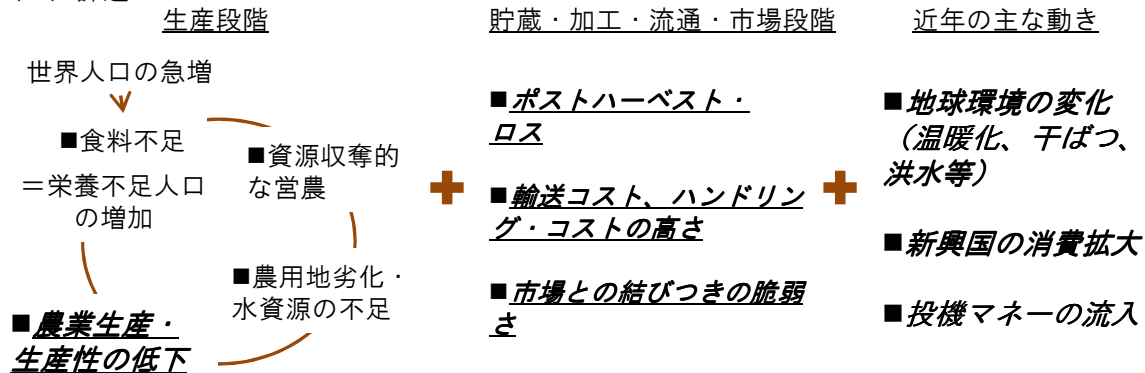 生産段階
世界人口の急増
■食料不足
＝栄養不足人口
の増加
■資源収奪的
な営農
■農用地劣化・
水資源の不足
■農業生産・
生産性の低下
貯蔵・加工・流通・市場段階
■ポストハーベスト・
ロス
■輸送コスト、ハンドリン
グ・コストの高さ
■市場との結びつきの脆弱
さ
近年の主な動き
■地球環境の変化
（温暖化、干ばつ、
洪水等）
■新興国の消費拡大
■投機マネーの流入